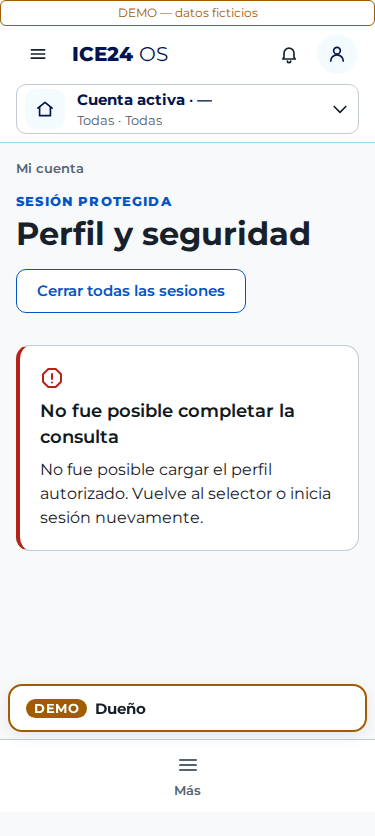 DEMO — datos ficticios
ICE24 OS
Cuenta activa · —
Todas · Todas
Mi cuenta
SESIÓN PROTEGIDA
Perfil y seguridad
Cerrar todas las sesiones
No fue posible completar la
consulta
No fue posible cargar el perfil
autorizado. Vuelve al selector o inicia
sesión nuevamente.
DEMO Dueño
Más